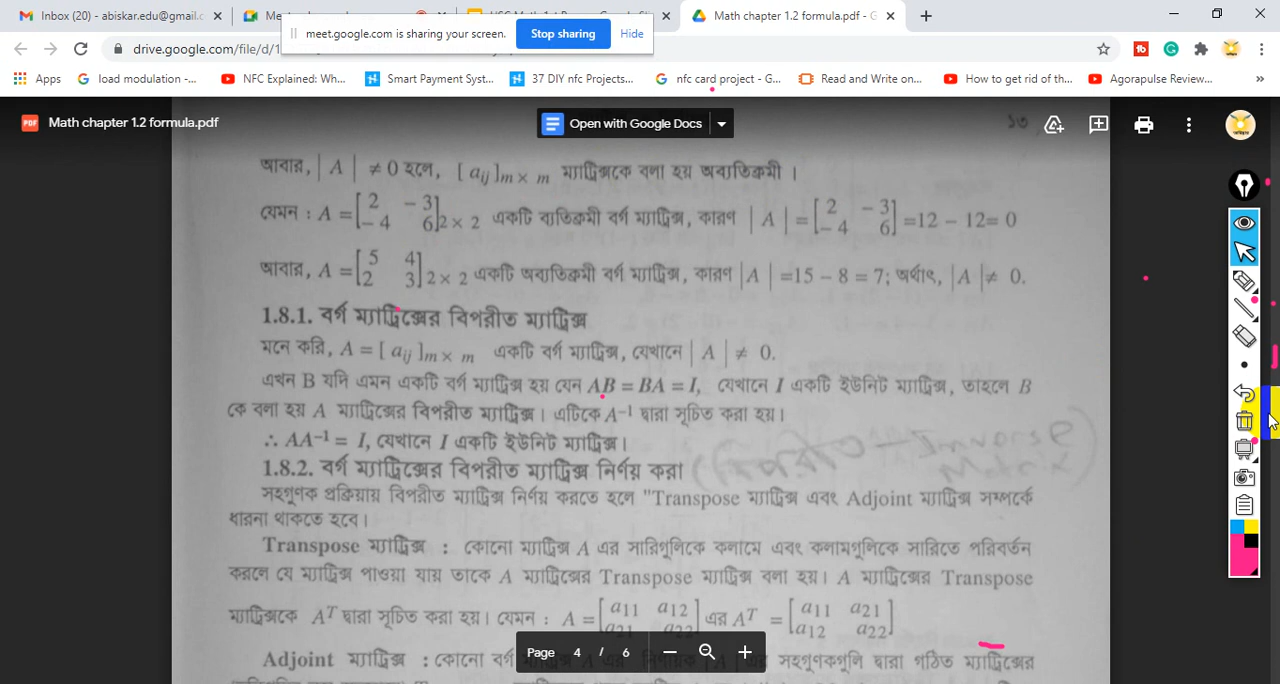 Inbox (20) - abiskar.edu@gmail.c
Math chapter 1.2 formula.pdf - G
meet.google.com is sharing your screen. Stop sharing Hide
drive.google.com/file/d/1
Apps load modulation -... NFC Explained: Wh... Smart Payment Syst... 37 DIY nfc Projects... nfc card project - G... Read and Write on... How to get rid of th... Agorapulse Review...
PDF Math chapter 1.2 formula.pdf Open with Google Docs
১৩
আবার, | A | ≠ 0 হলে, [ aij ]m × m ম্যাট্রিক্সকে বলা হয় অব্যতিক্রমী ।
যেমন : A = [2 -3
-4 6]2 × 2 একটি ব্যতিক্রমী বর্গ ম্যাট্রিক্স, কারণ | A | = [2 -3
-4 6] =12 - 12= 0
আবার, A = [5 4
2 3]2 × 2 একটি অব্যতিক্রমী বর্গ ম্যাট্রিক্স, কারণ |A | =15 - 8 = 7; অর্থাৎ, |A | ≠ 0.
1.8.1. বর্গ ম্যাট্রিক্সের বিপরীত ম্যাট্রিক্স
মনে করি, A = [ aij ]m × m একটি বর্গ ম্যাট্রিক্স, যেখানে | A | ≠ 0.
এখন B যদি এমন একটি বর্গ ম্যাট্রিক্স হয় যেন AB = BA = I, যেখানে I একটি ইউনিট ম্যাট্রিক্স, তাহলে B
কে বলা হয় A ম্যাট্রিক্সের বিপরীত ম্যাট্রিক্স। এটিকে A⁻¹ দ্বারা সূচিত করা হয়।
∴ AA⁻¹ = I, যেখানে I একটি ইউনিট ম্যাট্রিক্স।
1.8.2. বর্গ ম্যাট্রিক্সের বিপরীত ম্যাট্রিক্স নির্ণয় করা
সহগুণক প্রক্রিয়ায় বিপরীত ম্যাট্রিক্স নির্ণয় করতে হলে "Transpose ম্যাট্রিক্স এবং Adjoint ম্যাট্রিক্স সম্পর্কে
ধারনা থাকতে হবে।
Transpose ম্যাট্রিক্স : কোনো ম্যাট্রিক্স A এর সারিগুলিকে কলামে এবং কলামগুলিকে সারিতে পরিবর্তন
করলে যে ম্যাট্রিক্স পাওয়া যায় তাকে A ম্যাট্রিক্সের Transpose ম্যাট্রিক্স বলা হয়। A ম্যাট্রিক্সের Transpose
ম্যাট্রিক্সকে Aᵀ দ্বারা সূচিত করা হয়। যেমন : A = [a11 a12
a21 a22] এর Aᵀ = [a11 a21
a12 a22]
Page 4 / 6
Adjoint ম্যাট্রিক্স : কোনো বর্গ এর সহগুণকগুলি দ্বারা গঠিত ম্যাট্রিক্সের